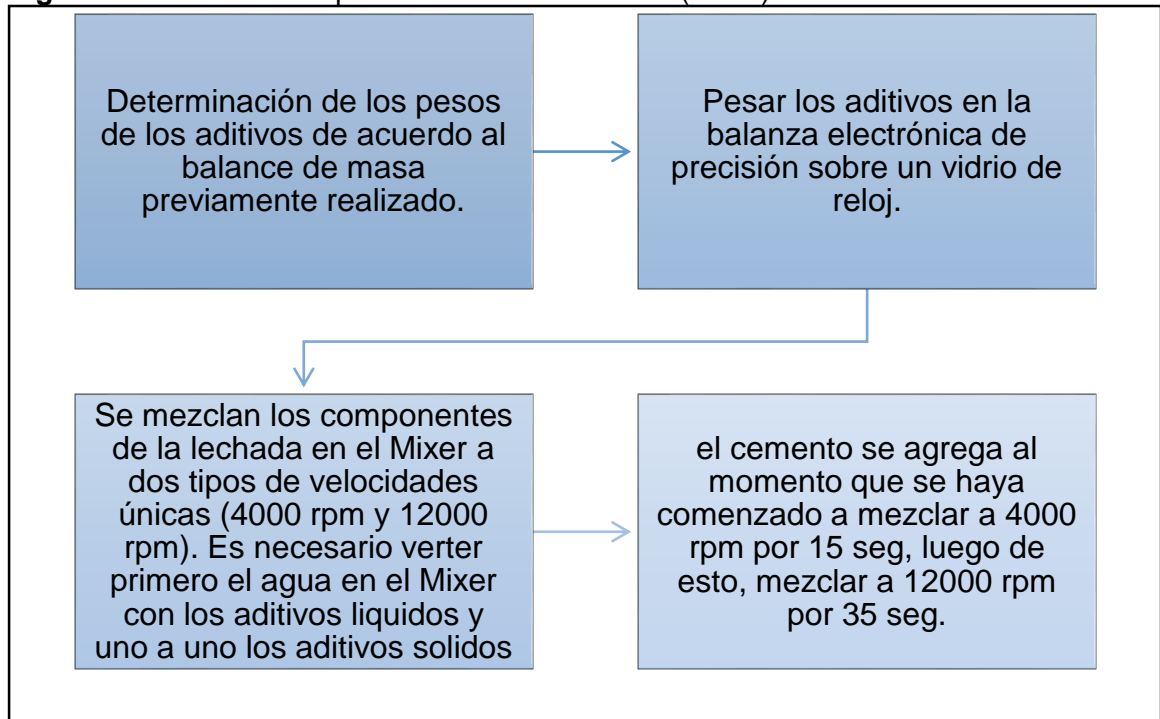 Determinación de los pesos
de los aditivos de acuerdo al
balance de masa
previamente realizado.
Pesar los aditivos en la
balanza electrónica de
precisión sobre un vidrio de
reloj.
Se mezclan los componentes
de la lechada en el Mixer a
dos tipos de velocidades
únicas (4000 rpm y 12000
rpm). Es necesario verter
primero el agua en el Mixer
con los aditivos liquidos y
uno a uno los aditivos solidos
el cemento se agrega al
momento que se haya
comenzado a mezclar a 4000
rpm por 15 seg, luego de
esto, mezclar a 12000 rpm
por 35 seg.